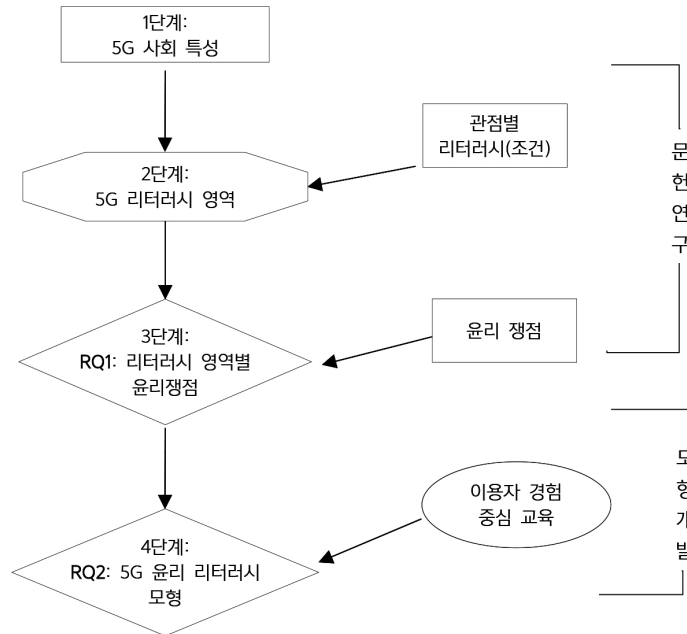 1단계:
5G 사회 특성
관점별
리터러시(조건)
2단계:
5G 리터러시 영역
문
헌
연
구
윤리 쟁점
3단계:
RQ1: 리터러시 영역별
윤리쟁점
이용자 경험
중심 교육
모
형
개
발
4단계:
RQ2: 5G 윤리 리터러시
모형